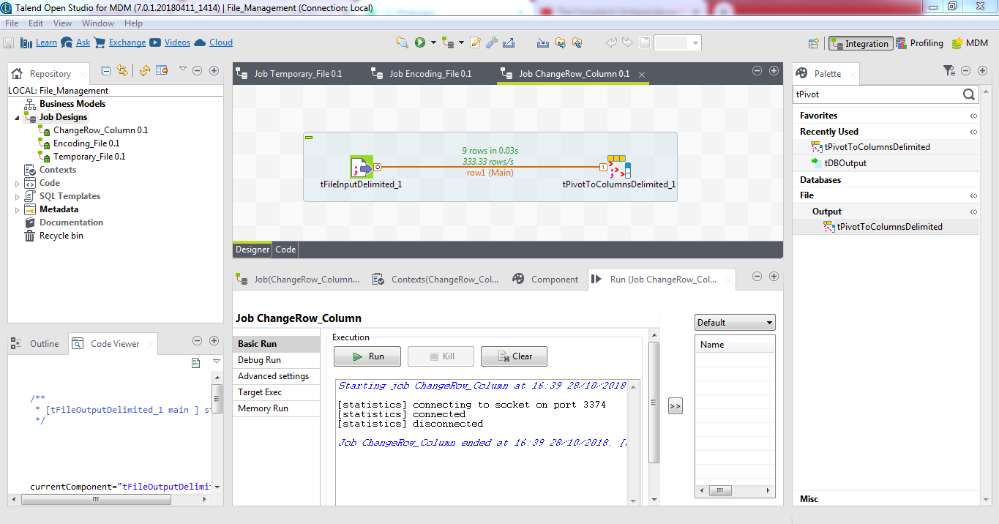 Talend Open Studio for MDM (7.0.1.20180411_1414) | File_Management (Connection: Local)
File Edit View Window Help
Learn Ask Exchange Videos Cloud
Integration Profiling MDM
Repository
LOCAL: File_Management
Business Models
Job Designs
ChangeRow_Column 0.1
Encoding_File 0.1
Temporary_File 0.1
Contexts
Code
SQL Templates
Metadata
Documentation
Recycle bin
Job Temporary_File 0.1 Job Encoding_File 0.1 Job ChangeRow_Column 0.1
9 rows in 0.03s
333.33 rows/s
row1 (Main)
tFileInputDelimited_1 tPivotToColumnsDelimited_1
Designer Code
Palette
tPivot
Favorites
Recently Used
tPivotToColumnsDelimited
tDBOutput
Databases
File
Output
tPivotToColumnsDelimited
Misc
Outline Code Viewer
/**
* [tFileOutputDelimited_1 main ] s
*/
currentComponent="tFileOutputDelimi
Job(ChangeRow_Column... Contexts(ChangeRow_Col... Component Run (Job ChangeRow_Col...
Job ChangeRow_Column
Basic Run
Debug Run
Advanced settings
Target Exec
Memory Run
Execution
Run Kill Clear
Starting job ChangeRow_Column at 16:39 28/10/2018
[statistics] connecting to socket on port 3374
[statistics] connected
[statistics] disconnected
Job ChangeRow_Column ended at 16:39 28/10/2018. [
>>
Default
Name